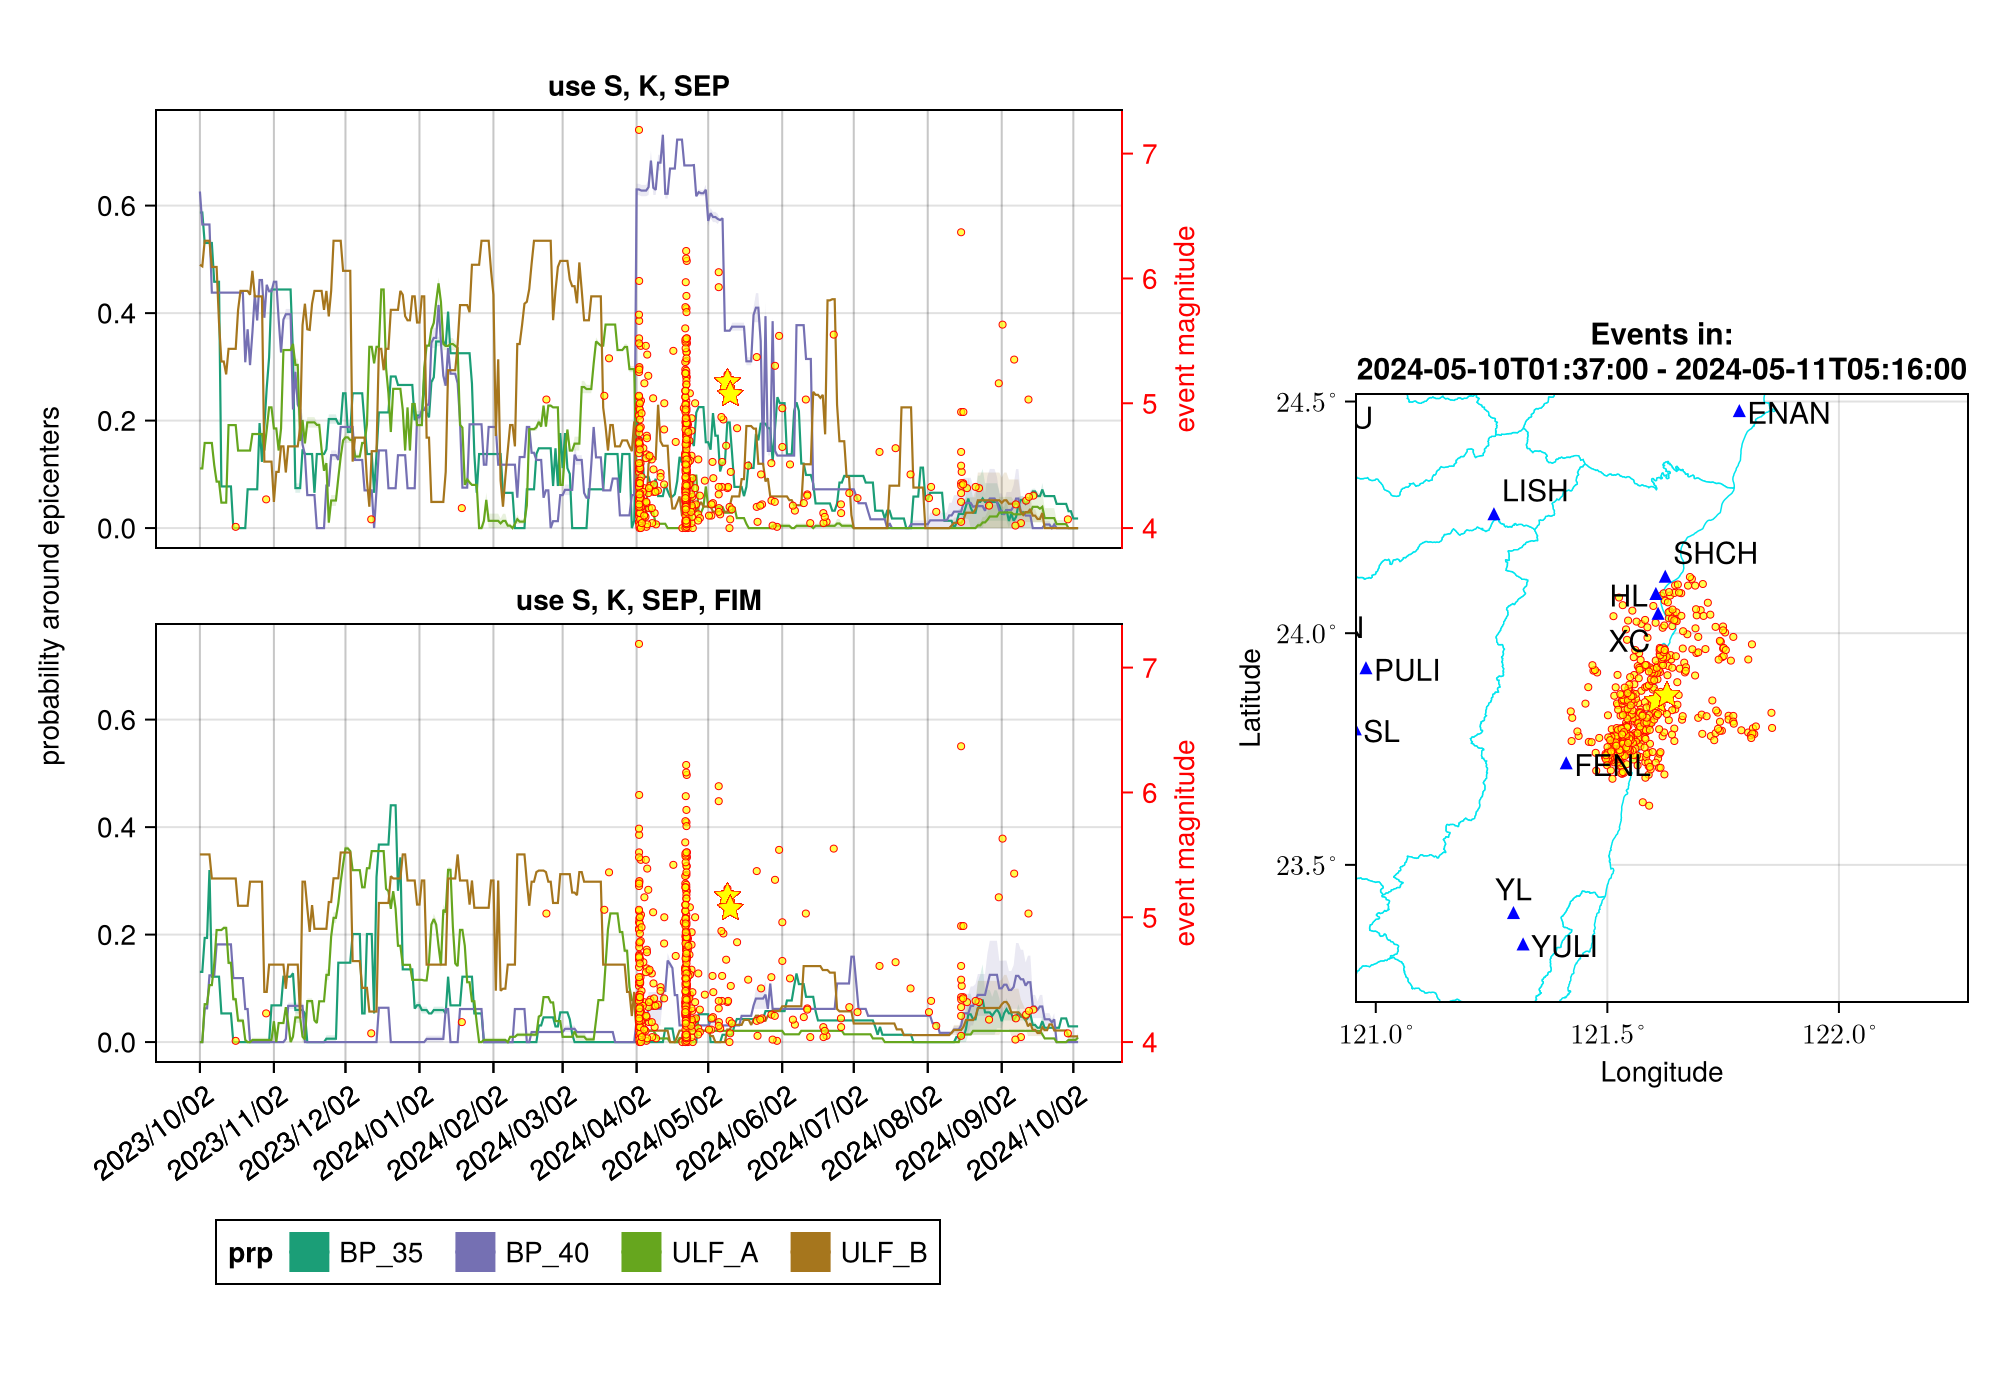 use S, K, SEP
0.6
0.4
0.2
0.0
7
6
5
4
event magnitude
probability around epicenters
use S, K, SEP, FIM
0.6
0.4
0.2
0.0
7
6
5
4
event magnitude
2023/10/02
2023/11/02
2023/12/02
2024/01/02
2024/02/02
2024/03/02
2024/04/02
2024/05/02
2024/06/02
2024/07/02
2024/08/02
2024/09/02
2024/10/02
prp BP_35 BP_40 ULF_A ULF_B
Events in:
2024-05-10T01:37:00 - 2024-05-11T05:16:00
24.5°
24.0°
23.5°
Latitude
ENAN
LISH
SHCH
HL
XC
PULI
SL
FENL
YL
YULI
121.0°
121.5°
122.0°
Longitude